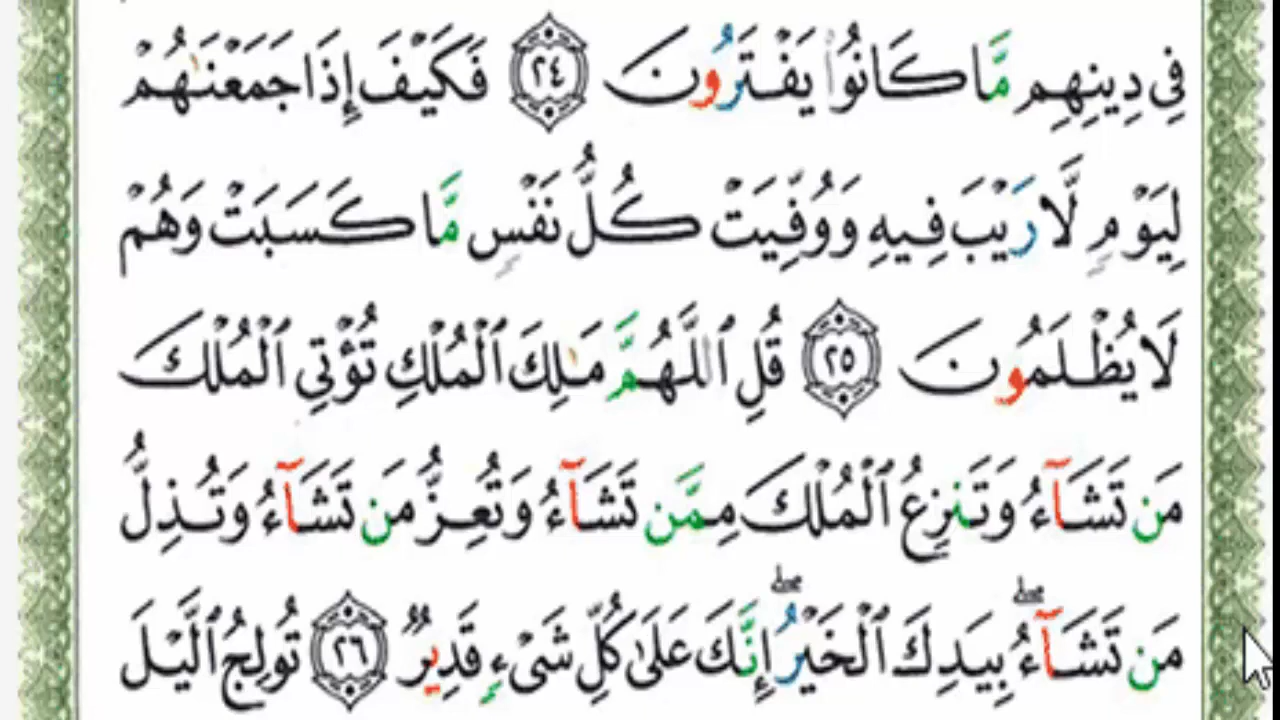 فِى دِينِهِم مَّا كَانُوا۟ يَفْتَرُونَ ٢٤ فَكَيْفَ إِذَا جَمَعْنَٰهُمْ
لِيَوْمٍ لَّا رَيْبَ فِيهِ وَوُفِّيَتْ كُلُّ نَفْسٍ مَّا كَسَبَتْ وَهُمْ
لَا يُظْلَمُونَ ٢٥ قُلِ ٱللَّهُمَّ مَٰلِكَ ٱلْمُلْكِ تُؤْتِى ٱلْمُلْكَ
مَن تَشَآءُ وَتَنزِعُ ٱلْمُلْكَ مِمَّن تَشَآءُ وَتُعِزُّ مَن تَشَآءُ وَتُذِلُّ
مَن تَشَآءُ ۖ بِيَدِكَ ٱلْخَيْرُ ۖ إِنَّكَ عَلَىٰ كُلِّ شَىْءٍ قَدِيرٌ ٢٦ تُولِجُ ٱلَّيْلَ